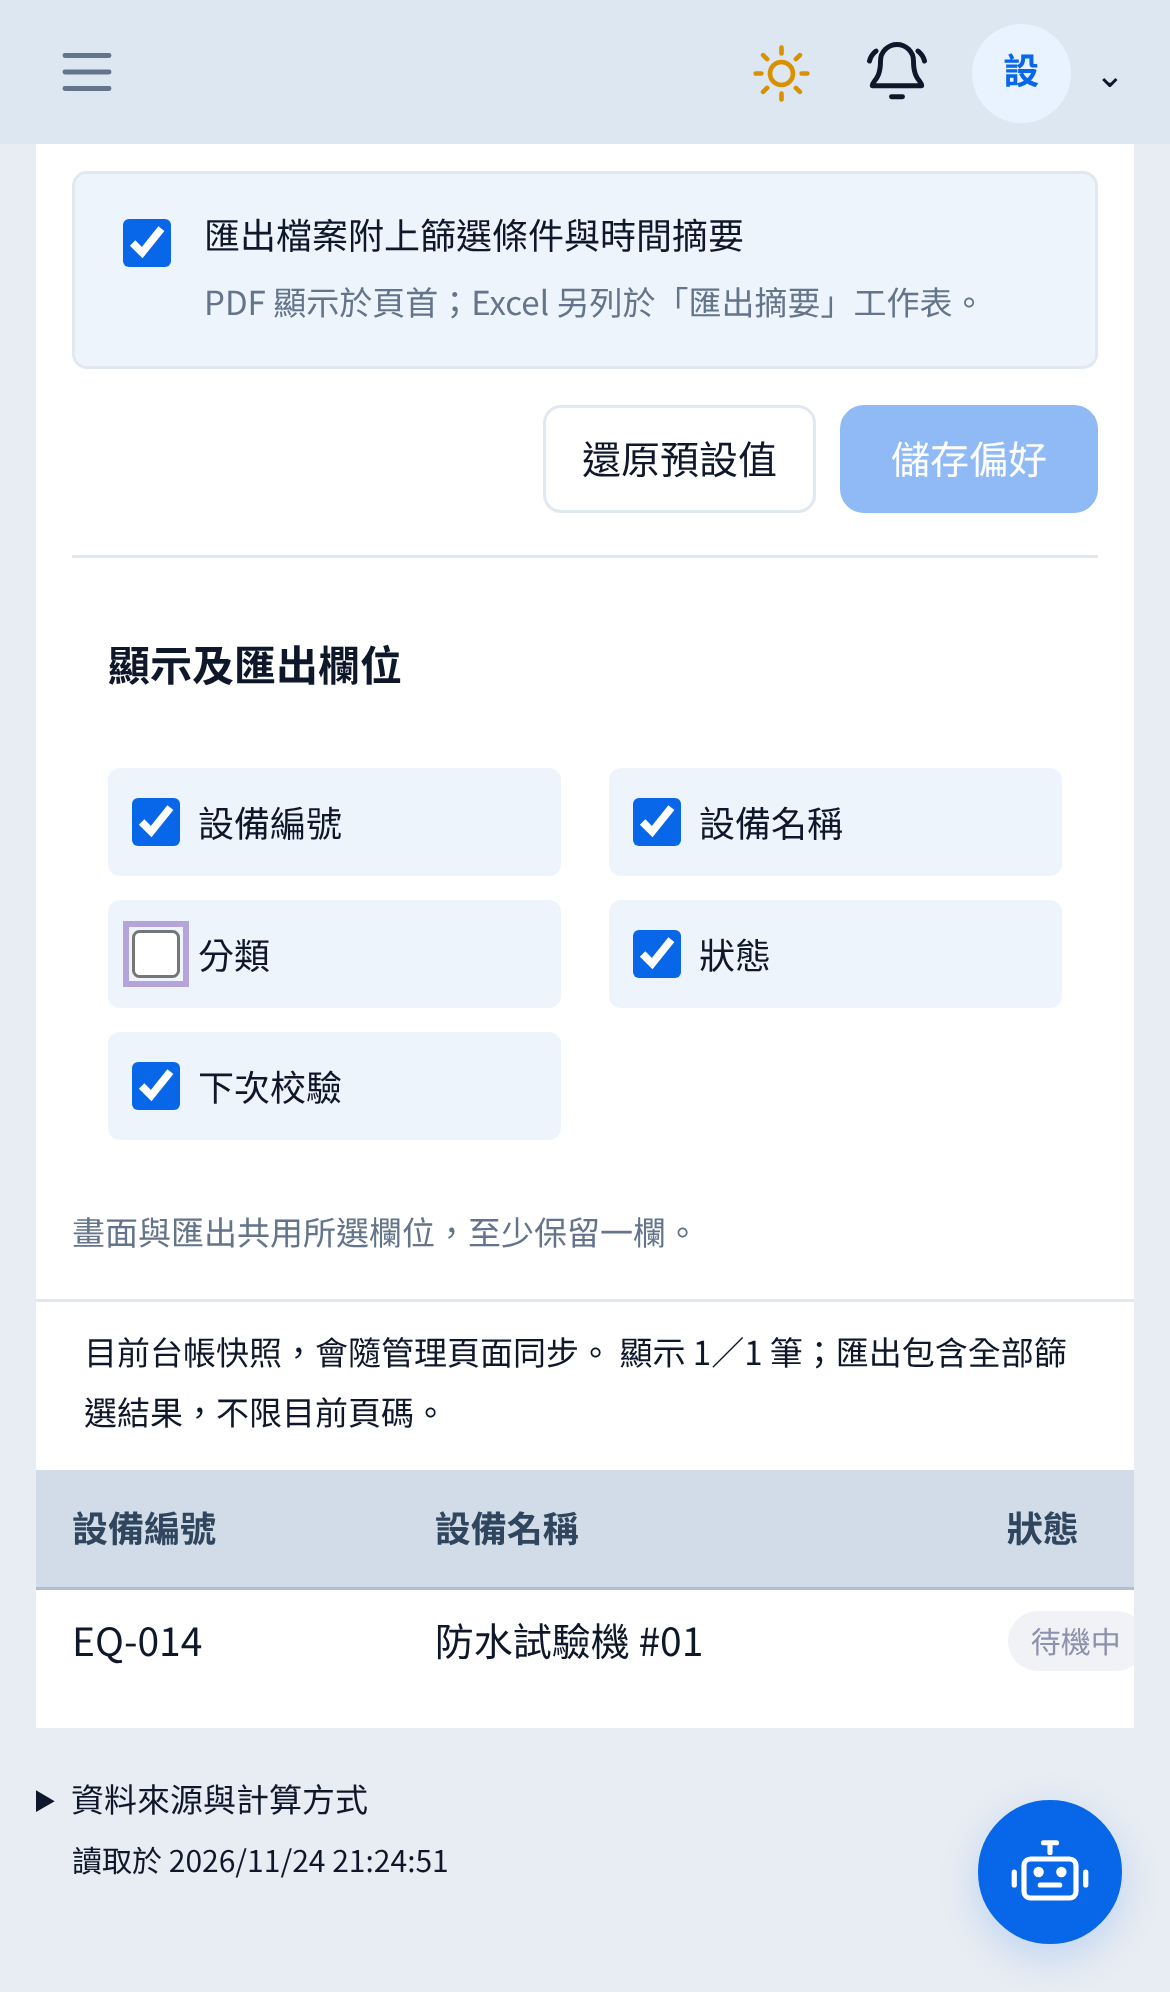 設
匯出檔案附上篩選條件與時間摘要
PDF 顯示於頁首；Excel 另列於「匯出摘要」工作表。
還原預設值
儲存偏好
顯示及匯出欄位
設備編號
設備名稱
分類
狀態
下次校驗
畫面與匯出共用所選欄位，至少保留一欄。
目前台帳快照，會隨管理頁面同步。 顯示 1／1 筆；匯出包含全部篩
選結果，不限目前頁碼。
設備編號 設備名稱 狀態
EQ-014 防水試驗機 #01 待機中
資料來源與計算方式
讀取於 2026/11/24 21:24:51